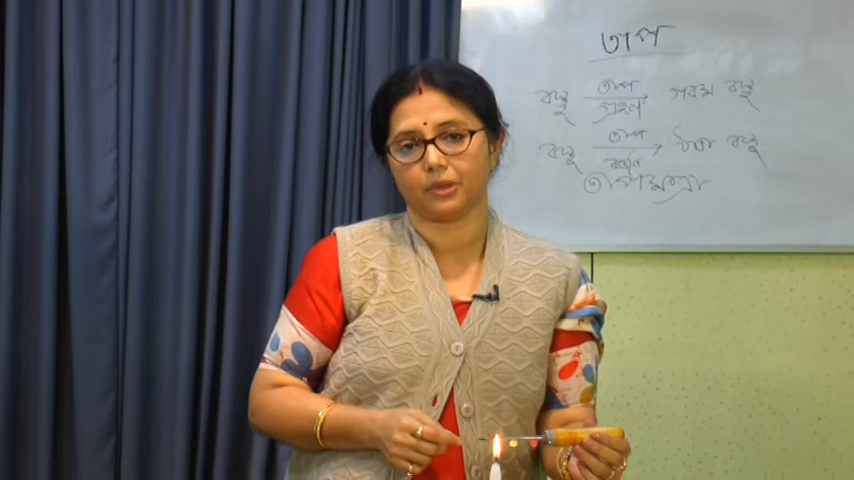 তাপ
বস্তু তাপ গ্রহণ গরম বস্তু
বস্তু তাপ বর্জন ঠান্ডা বস্তু
তাপমাত্রা